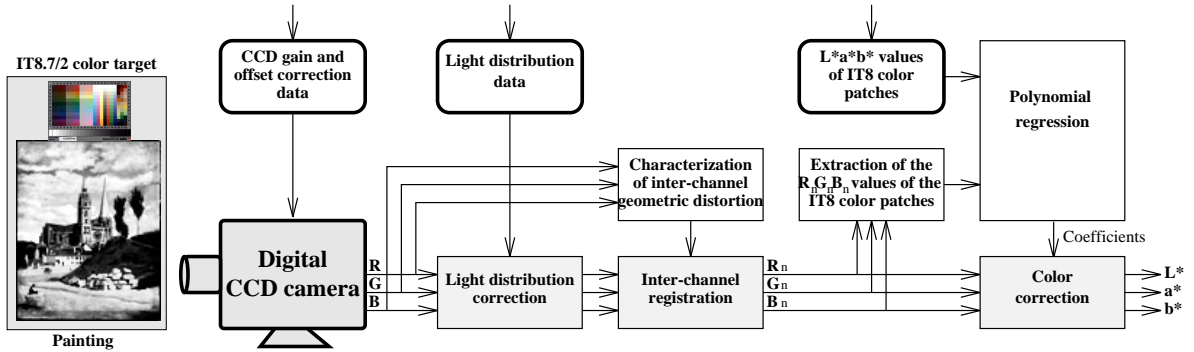 IT8.7/2 color target
Painting
CCD gain and
offset correction
data
Light distribution
data
L*a*b* values
of IT8 color
patches
Polynomial
regression
Characterization
of inter-channel
geometric distortion
Extraction of the
RnGnBn values of the
IT8 color patches
Digital
CCD camera
R
G
B
Light distribution
correction
Inter-channel
registration
Rn
Gn
Bn
Coefficients
Color
correction
L*
a*
b*